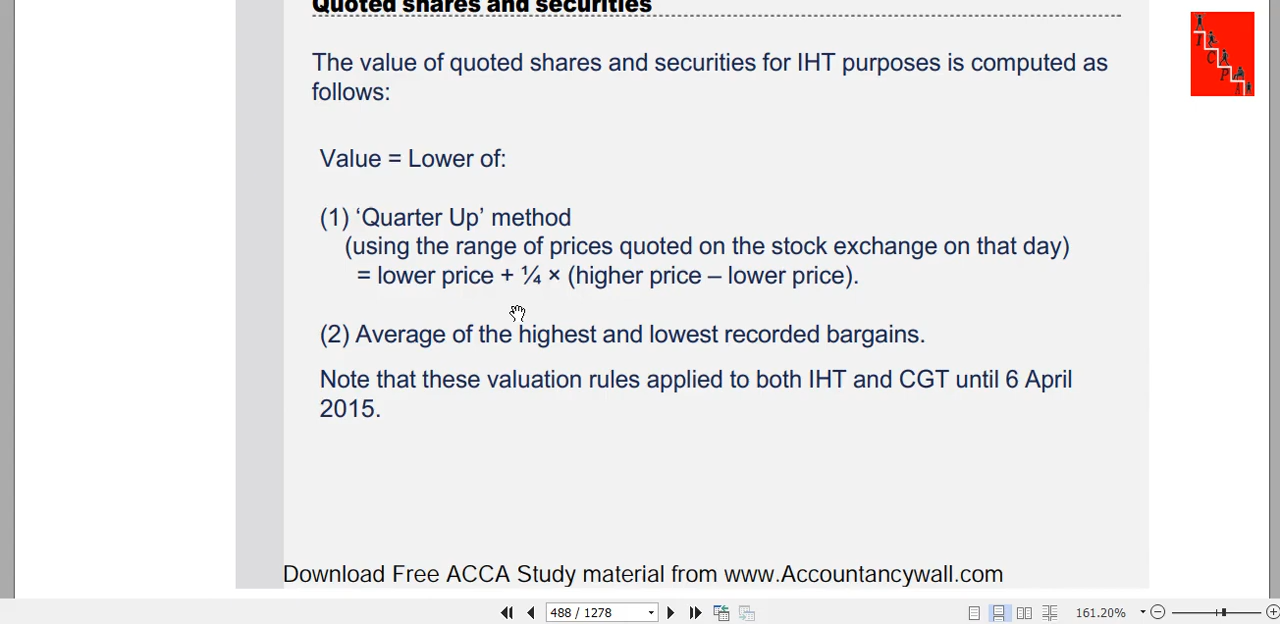 Quoted shares and securities
The value of quoted shares and securities for IHT purposes is computed as
follows:
Value = Lower of:
(1) ‘Quarter Up’ method
(using the range of prices quoted on the stock exchange on that day)
= lower price + ¼ × (higher price – lower price).
(2) Average of the highest and lowest recorded bargains.
Note that these valuation rules applied to both IHT and CGT until 6 April
2015.
Download Free ACCA Study material from www.Accountancywall.com
488 / 1278
161.20%
I
C
P
A